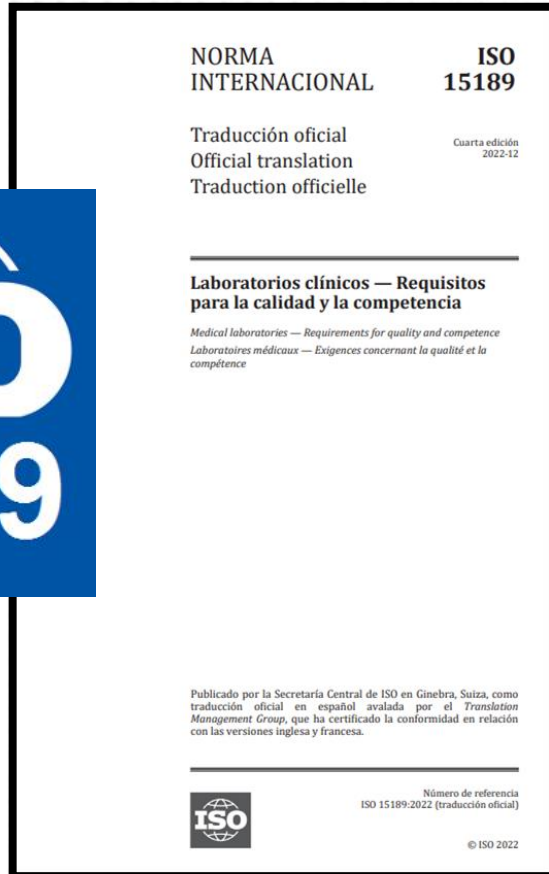 NORMA
INTERNACIONAL
ISO
15189
Traducción oficial
Official translation
Traduction officielle
Cuarta edición
2022-12
Laboratorios clínicos — Requisitos
para la calidad y la competencia
Medical laboratories — Requirements for quality and competence
Laboratoires médicaux — Exigences concernant la qualité et la
compétence
9
Publicado por la Secretaría Central de ISO en Ginebra, Suiza, como
traducción oficial en español avalada por el Translation
Management Group, que ha certificado la conformidad en relación
con las versiones inglesa y francesa.
ISO
Número de referencia
ISO 15189:2022 (traducción oficial)
© ISO 2022